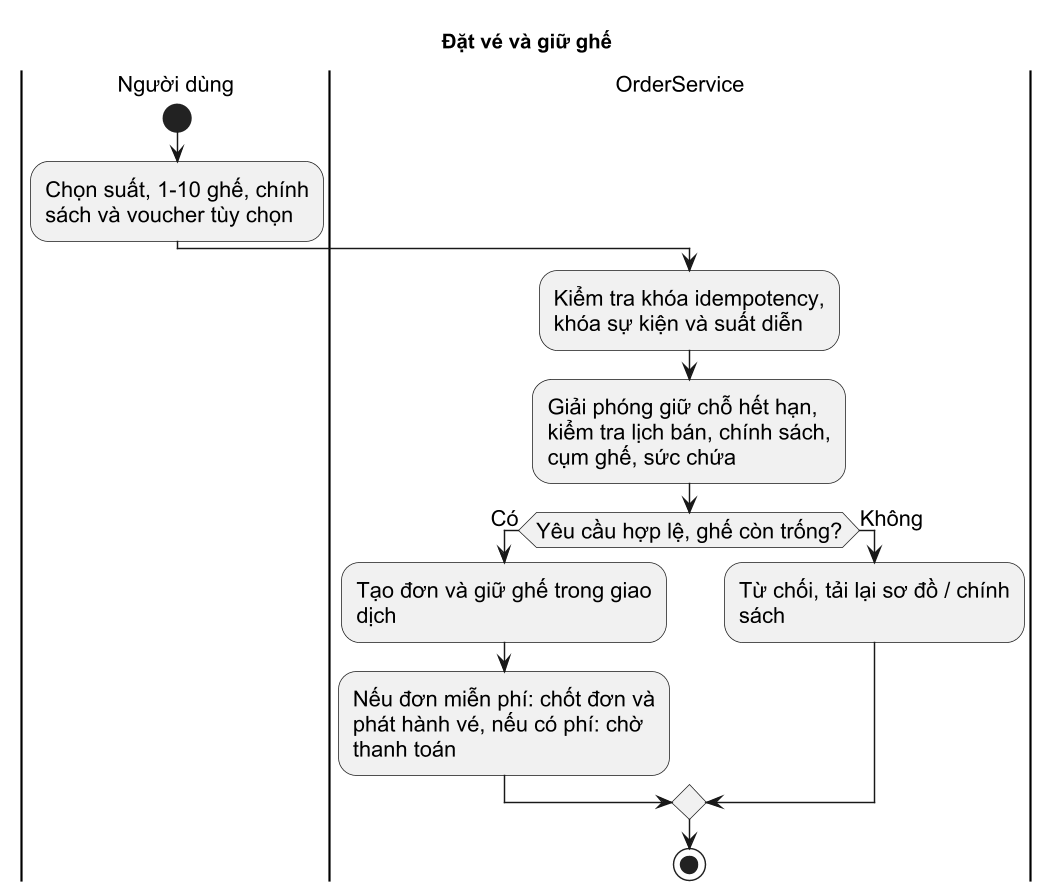 Đặt vé và giữ ghế
Người dùng
OrderService
Chọn suất, 1-10 ghế, chính
sách và voucher tùy chọn
Kiểm tra khóa idempotency,
khóa sự kiện và suất diễn
Giải phóng giữ chỗ hết hạn,
kiểm tra lịch bán, chính sách,
cụm ghế, sức chứa
Có
Yêu cầu hợp lệ, ghế còn trống?
Không
Tạo đơn và giữ ghế trong giao
dịch
Từ chối, tải lại sơ đồ / chính
sách
Nếu đơn miễn phí: chốt đơn và
phát hành vé, nếu có phí: chờ
thanh toán